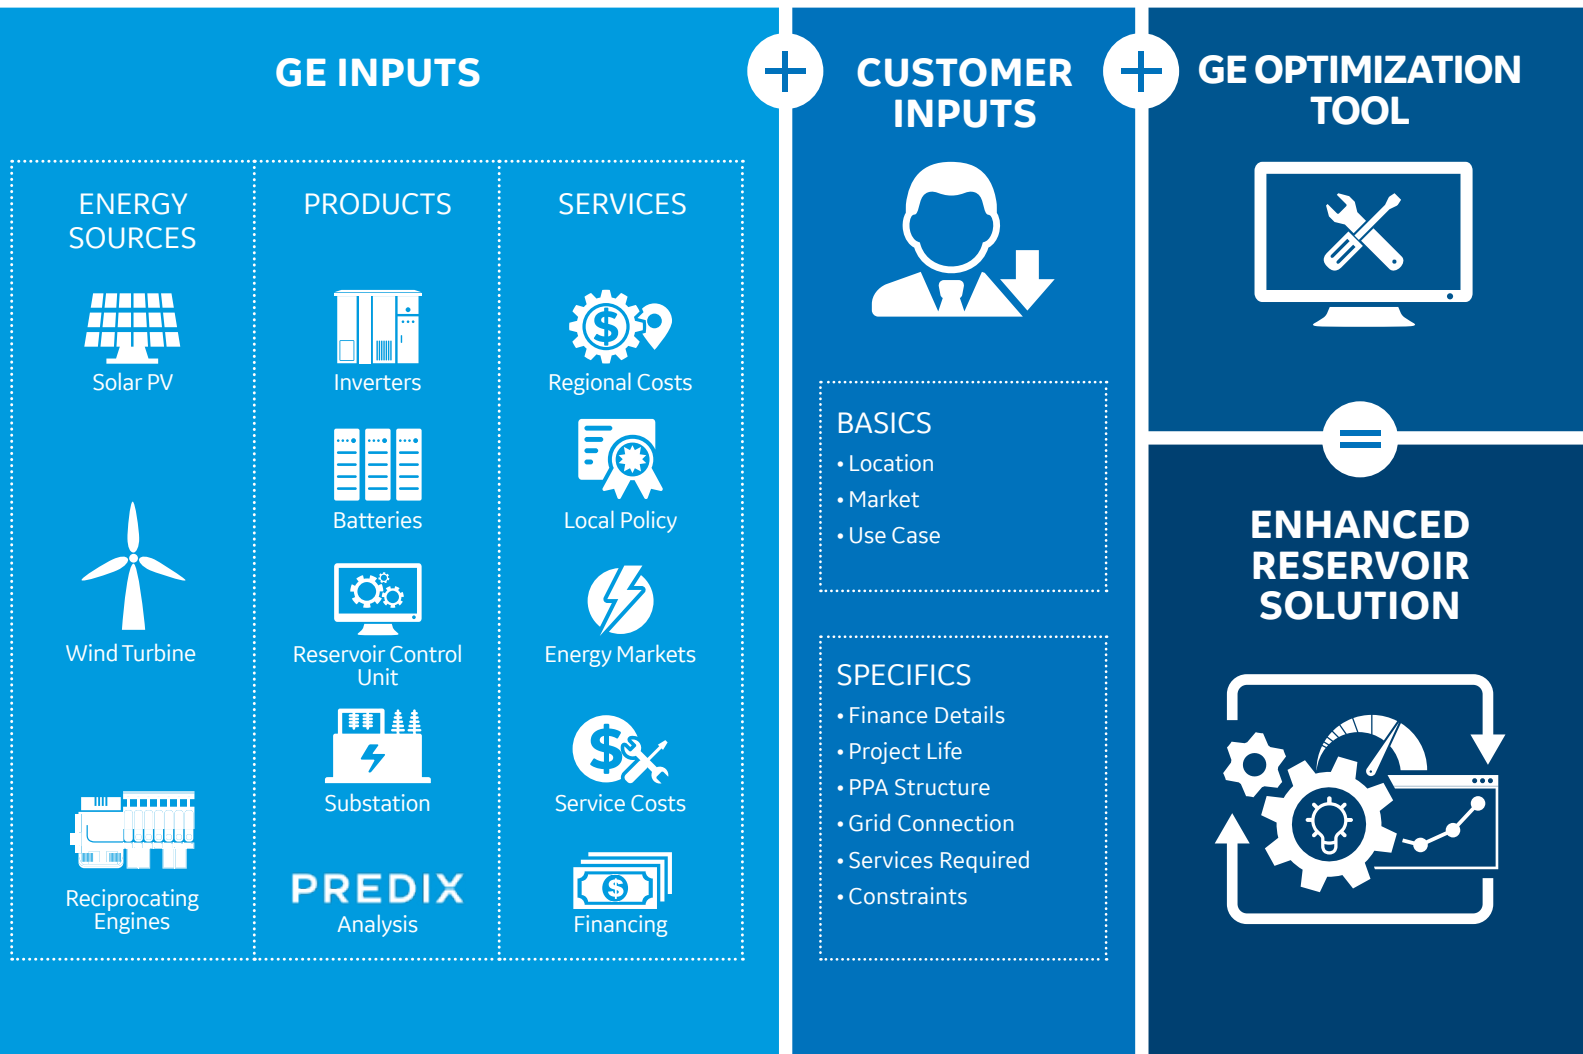 GE INPUTS
ENERGY
SOURCES
Solar PV
Wind Turbine
Reciprocating
Engines
PRODUCTS
Inverters
Batteries
Reservoir Control
Unit
Substation
PREDIX
Analysis
SERVICES
Regional Costs
Local Policy
Energy Markets
Service Costs
Financing
+
CUSTOMER
INPUTS
BASICS
• Location
• Market
• Use Case
SPECIFICS
• Finance Details
• Project Life
• PPA Structure
• Grid Connection
• Services Required
• Constraints
+
GE OPTIMIZATION
TOOL
=
ENHANCED
RESERVOIR
SOLUTION